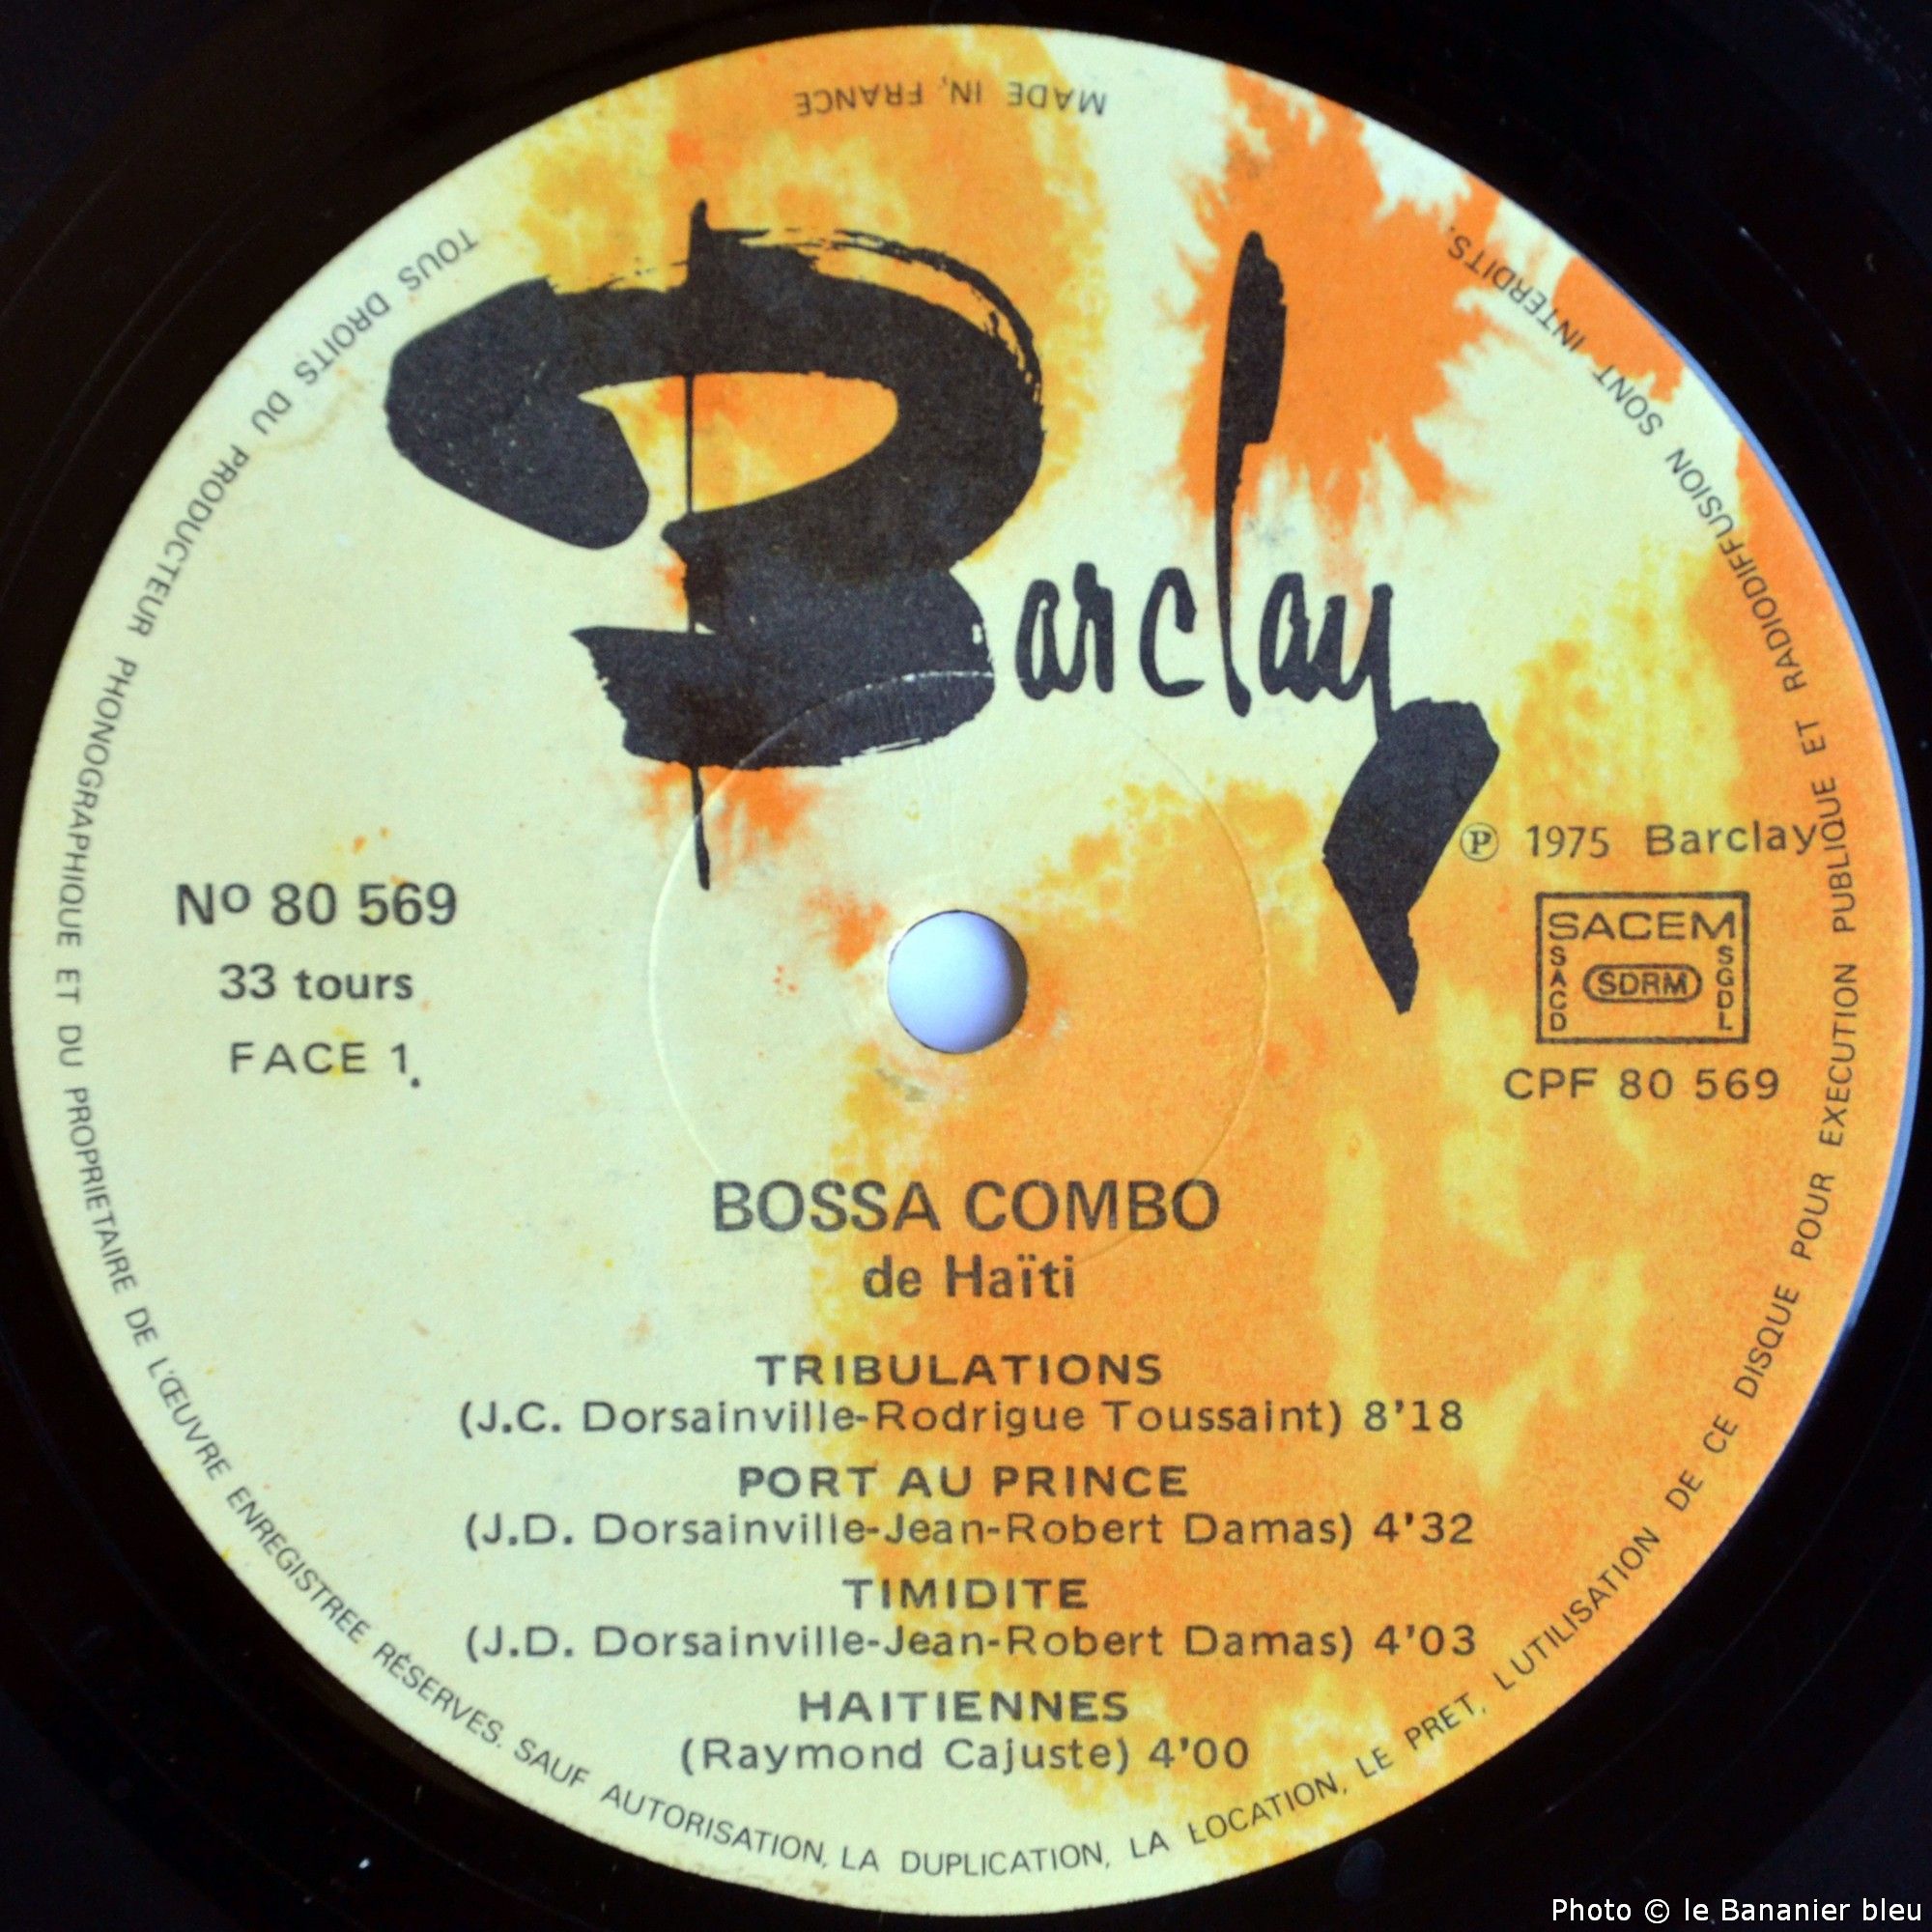 MADE IN, FRANCE
Barclay
℗ 1975 Barclay
Nº 80 569
33 tours
FACE 1.
SACEM
SACD
SDRM
SGDL
CPF 80 569
BOSSA COMBO
de Haïti
TRIBULATIONS
(J.C. Dorsainville-Rodrigue Toussaint) 8'18
PORT AU PRINCE
(J.D. Dorsainville-Jean-Robert Damas) 4'32
TIMIDITE
(J.D. Dorsainville-Jean-Robert Damas) 4'03
HAITIENNES
(Raymond Cajuste) 4'00
TOUS DROITS DU PRODUCTEUR PHONOGRAPHIQUE ET DU PROPRIETAIRE DE L'ŒUVRE ENREGISTREE RÉSERVES. SAUF AUTORISATION, LA DUPLICATION, LA LOCATION, LE PRET, L'UTILISATION DE CE DISQUE POUR EXECUTION PUBLIQUE ET RADIODIFFUSION SONT INTERDITS.
Photo © le Bananier bleu